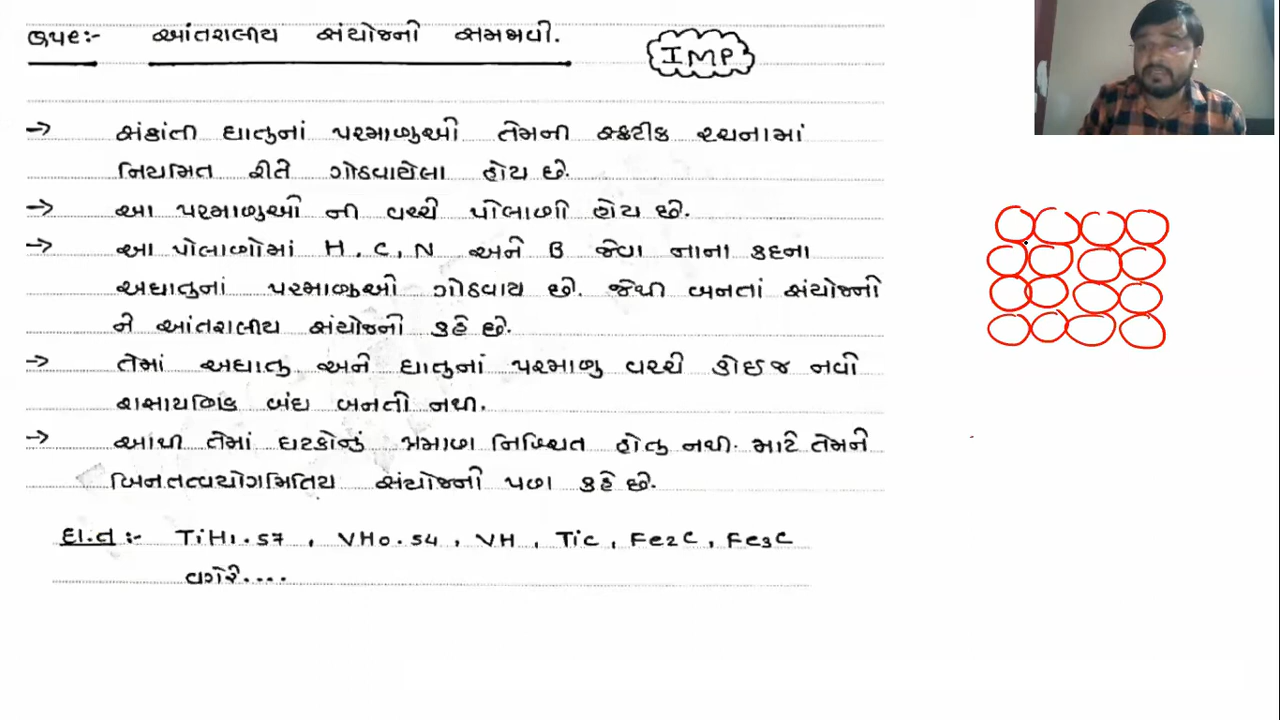 જીપદ:- આંતરાલીય સંયોજનો સમજાવો.
IMP
→ સંક્રાંતી ધાતુનાં પરમાણુઓ તેમની સ્ફટીક રચનામાં
નિયમિત રીતે ગોઠવાયેલા હોય છે.
→ આ પરમાણુઓ ની વચ્ચે પોલાણો હોય છે.
→ આ પોલાણોમાં H, C, N અને B જેવા નાના કદના
અધાતુનાં પરમાણુઓ ગોઠવાય છે. જેથી બનતાં સંયોજનો
ને આંતરાલીય સંયોજનો કહે છે.
→ તેમાં અધાતુ અને ધાતુનાં પરમાણુ વચ્ચે કોઈજ નવો
રાસાયણિક બંધ બનતો નથી.
→ આથી તેમાં ઘટકોનું પ્રમાણ નિશ્ચિત હોતુ નથી. માટે તેમને
બિનતત્વયોગમિતિય સંયોજનો પણ કહે છે.
દા.ત :- TiH1.57 , VH0.54 , VH , Tic , Fe2C , Fe3C
વગેરે....